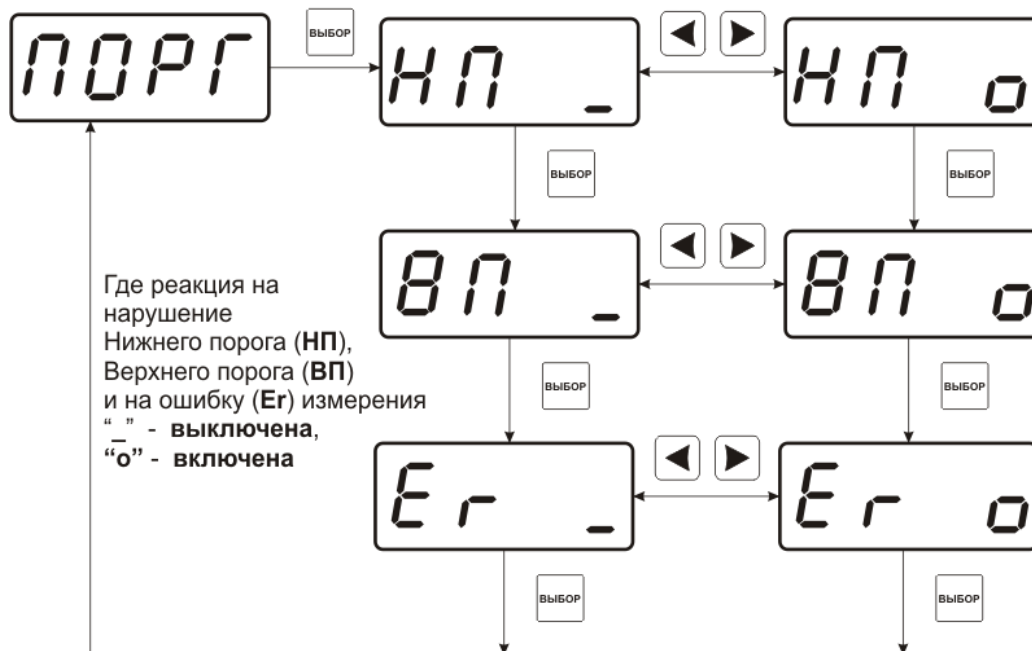 ПОРГ
ВЫБОР
НП _
НП o
ВЫБОР
ВЫБОР
ВП _
ВП o
Где реакция на
нарушение
Нижнего порога (НП),
Верхнего порога (ВП)
и на ошибку (Er) измерения
“_” - выключена,
“o” - включена
ВЫБОР
ВЫБОР
Er _
Er o
ВЫБОР
ВЫБОР